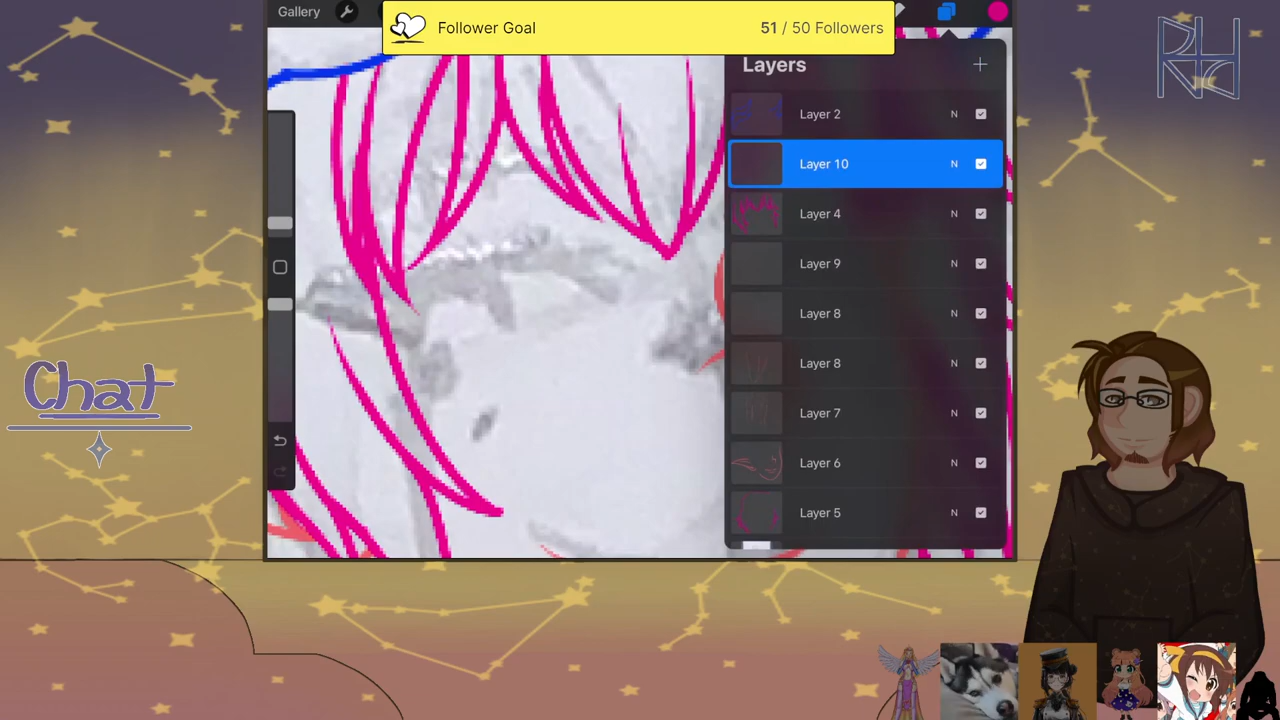 Gallery
Follower Goal
51 / 50 Followers
Layers
Layer 2 N
Layer 10 N
Layer 4 N
Layer 9 N
Layer 8 N
Layer 8 N
Layer 7 N
Layer 6 N
Layer 5 N
Chat